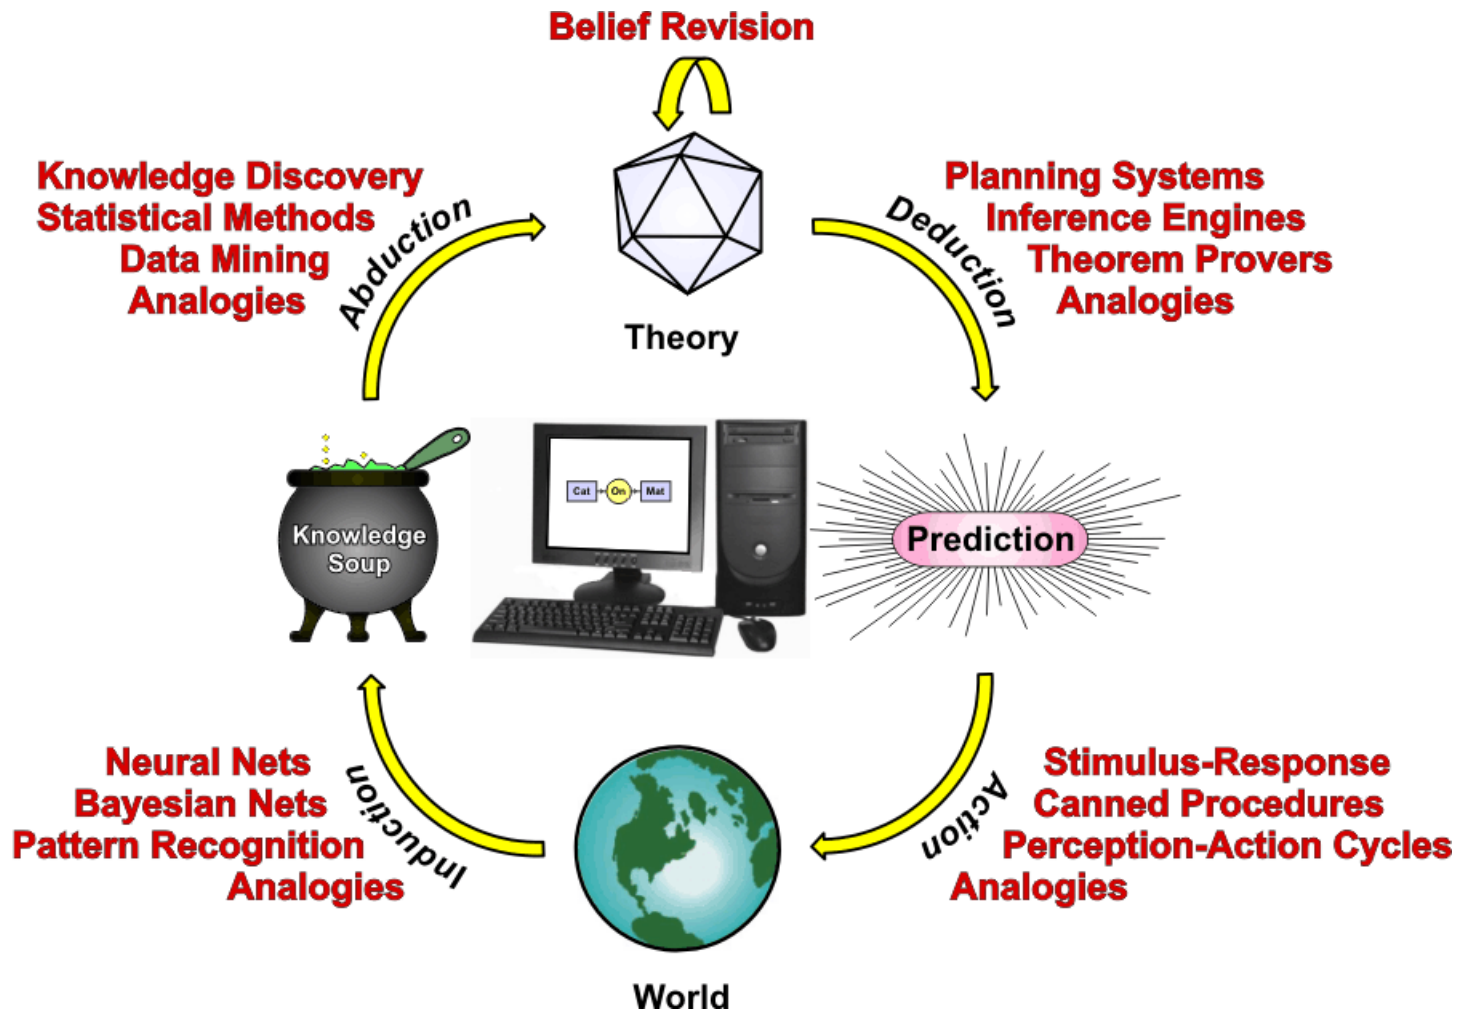 Belief Revision
Knowledge Discovery
Statistical Methods
Data Mining
Analogies
Abduction
Theory
Deduction
Planning Systems
Inference Engines
Theorem Provers
Analogies
Knowledge
Soup
Cat On Mat
Prediction
Neural Nets
Bayesian Nets
Pattern Recognition
Analogies
Induction
World
Action
Stimulus-Response
Canned Procedures
Perception-Action Cycles
Analogies